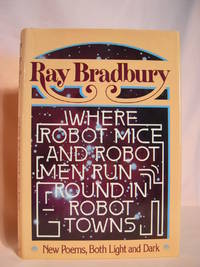 Ray Bradbury
WHERE
ROBOT MICE
AND ROBOT
MEN RUN
ROUND IN
ROBOT
TOWNS
New Poems, Both Light and Dark